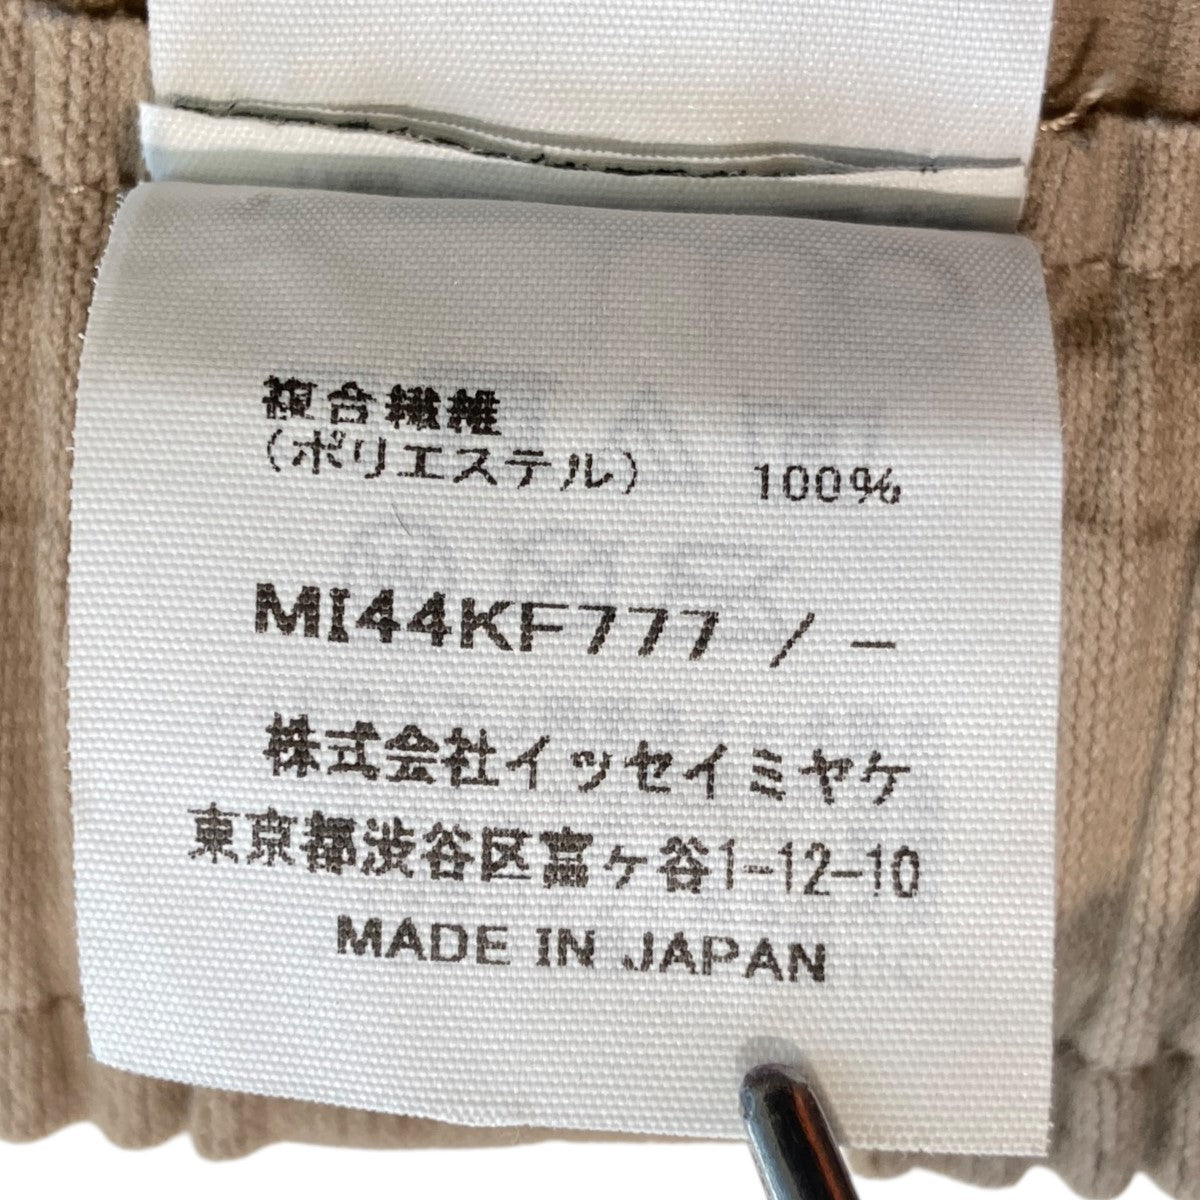 複合繊維
(ポリエステル) 100%
MI44KF777 / -
株式会社イッセイミヤケ
東京都渋谷区富ヶ谷1-12-10
MADE IN JAPAN